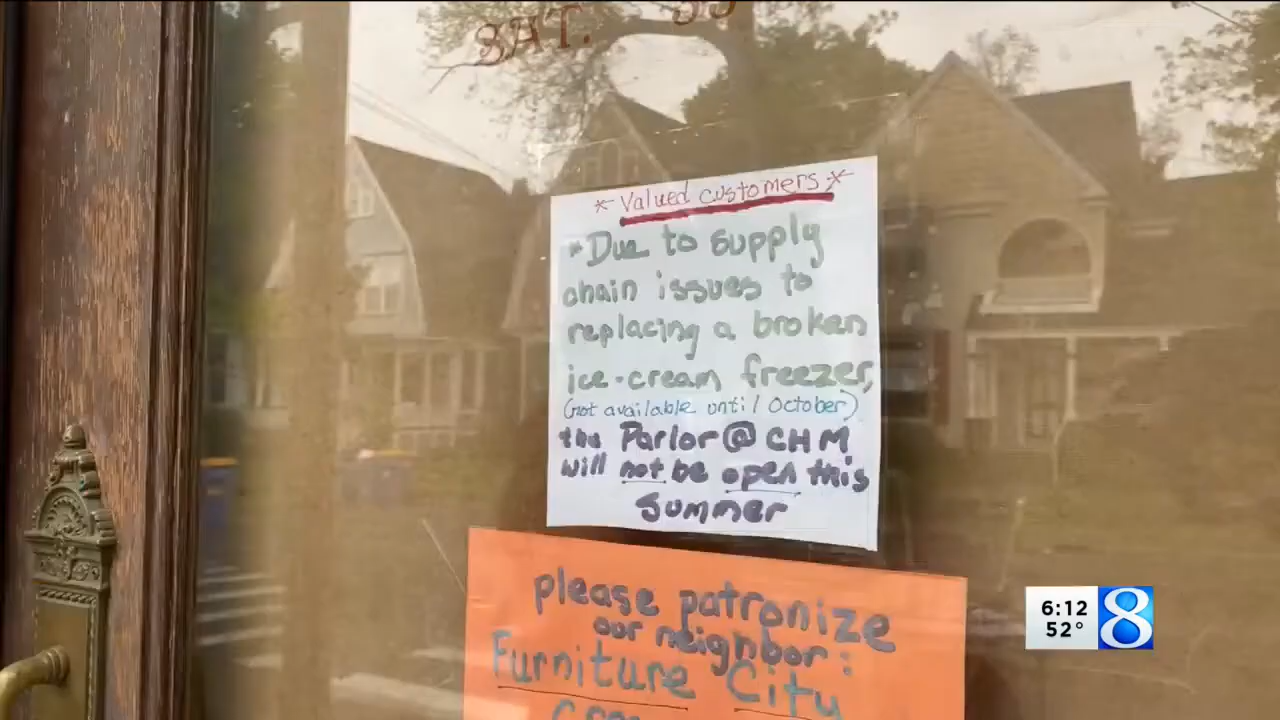 SAT.
* Valued customers *
* Due to supply
chain issues to
replacing a broken
ice-cream freezer,
(not available until October)
the Parlor @ CHM
will not be open this
summer
please patronize
our neighbor:
Furniture City
6:12
52°
8